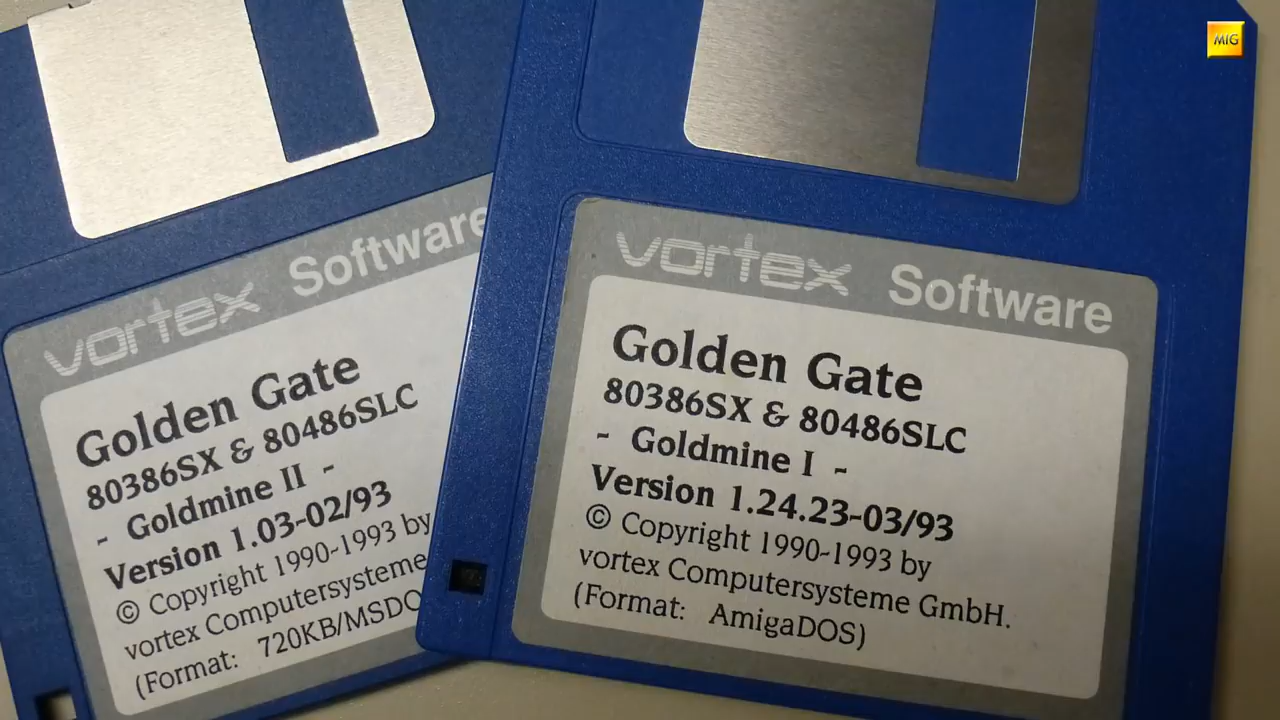 vortex Software
Golden Gate
80386SX & 80486SLC
- Goldmine II -
Version 1.03-02/93
© Copyright 1990-1993 by
vortex Computersysteme
(Format: 720KB/MSDO
vortex Software
Golden Gate
80386SX & 80486SLC
- Goldmine I -
Version 1.24.23-03/93
© Copyright 1990-1993 by
vortex Computersysteme GmbH.
(Format: AmigaDOS)
MIG